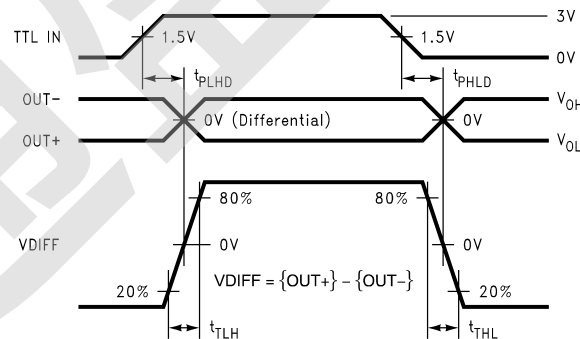 3V
TTL IN
1.5V
1.5V
0V
tPLHD
tPHLD
OUT-
VOH
0V (Differential)
0V
OUT+
VOL
80%
80%
VDIFF
0V
0V
VDIFF = {OUT+} - {OUT-}
20%
20%
tTLH
tTHL